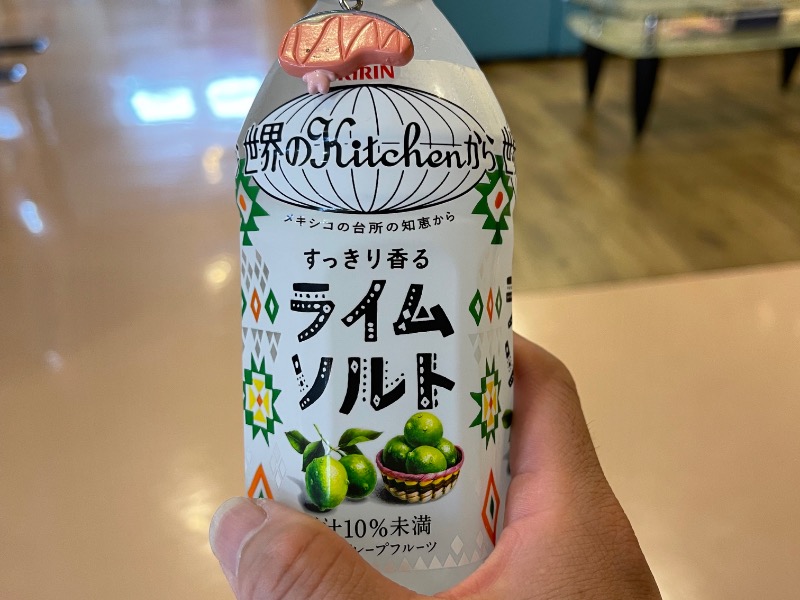 KIRIN
世界のKitchenから
メキシコの台所の知恵から
すっきり香る
ライム
ソルト
汁10%未満
レープフルーツ